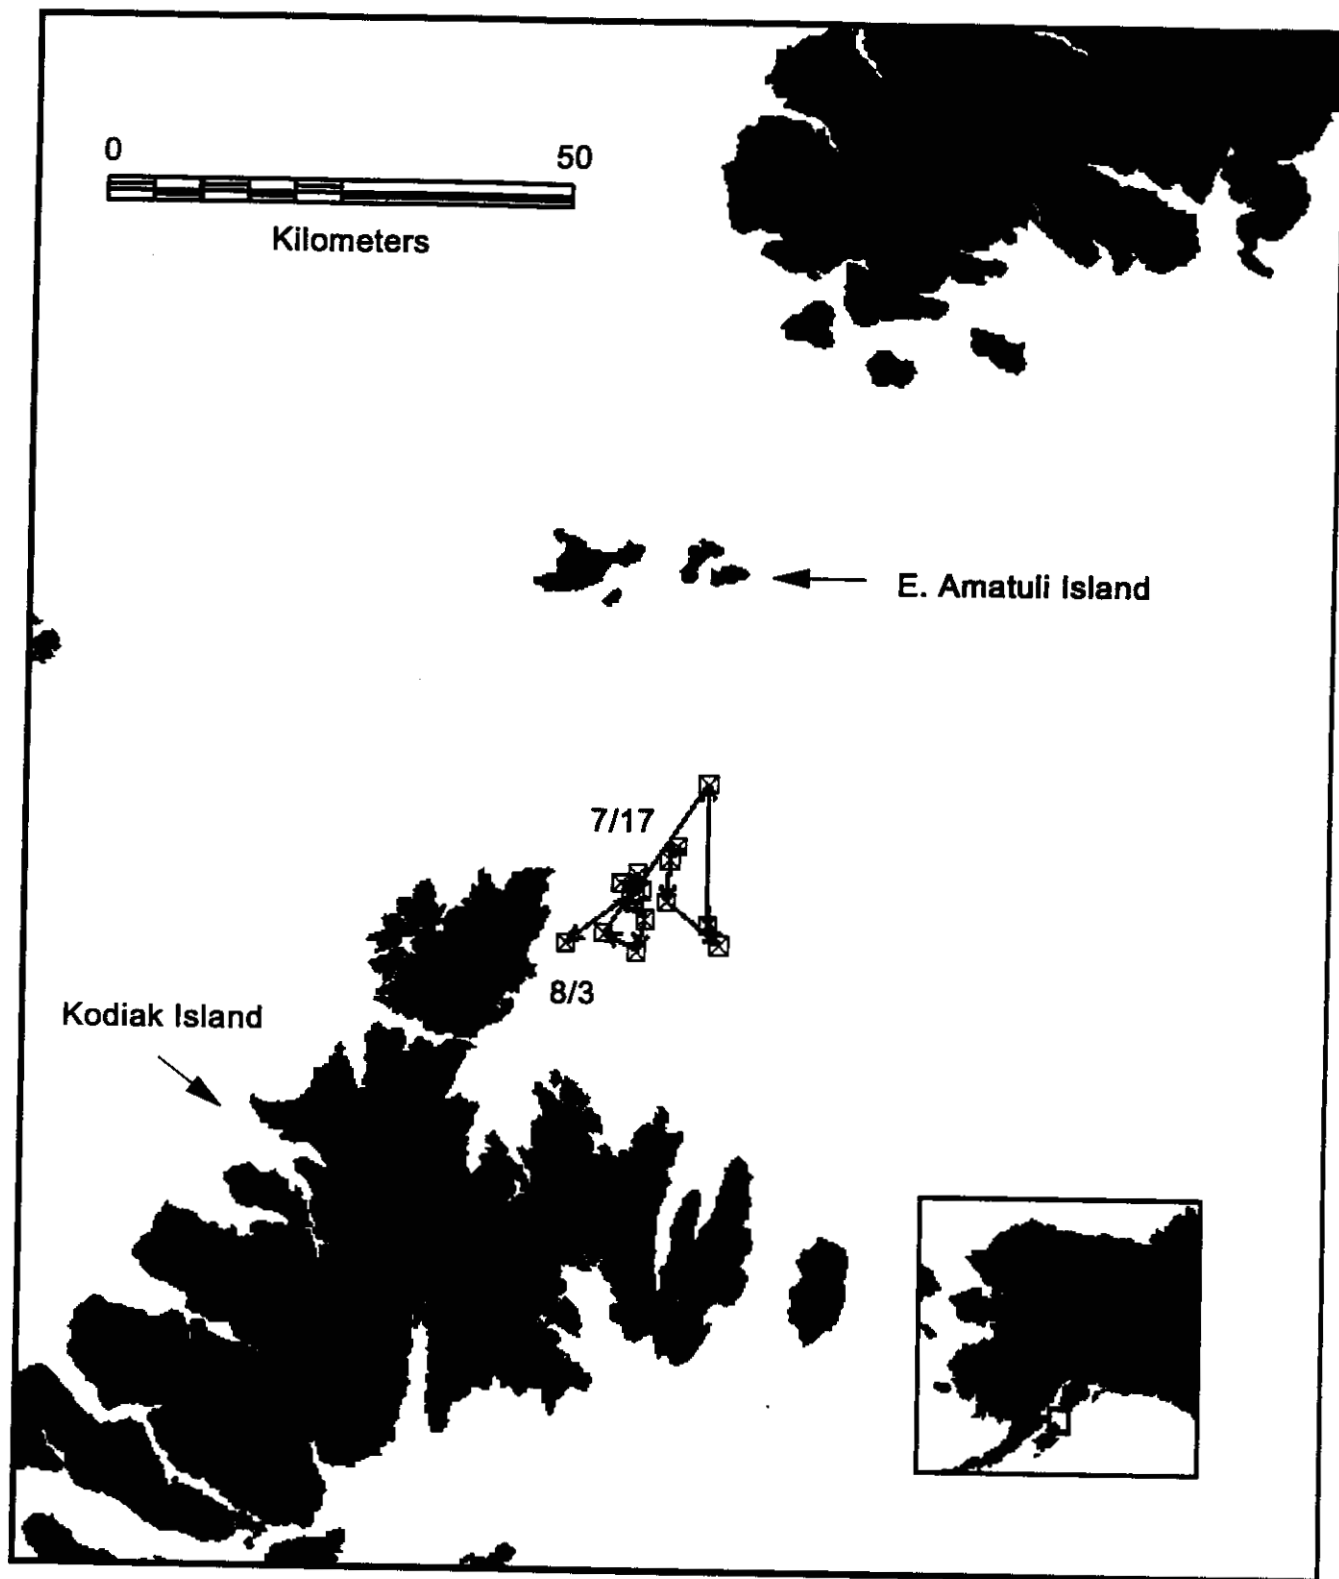 0
50
Kilometers
E. Amatuli Island
7/17
8/3
Kodiak Island